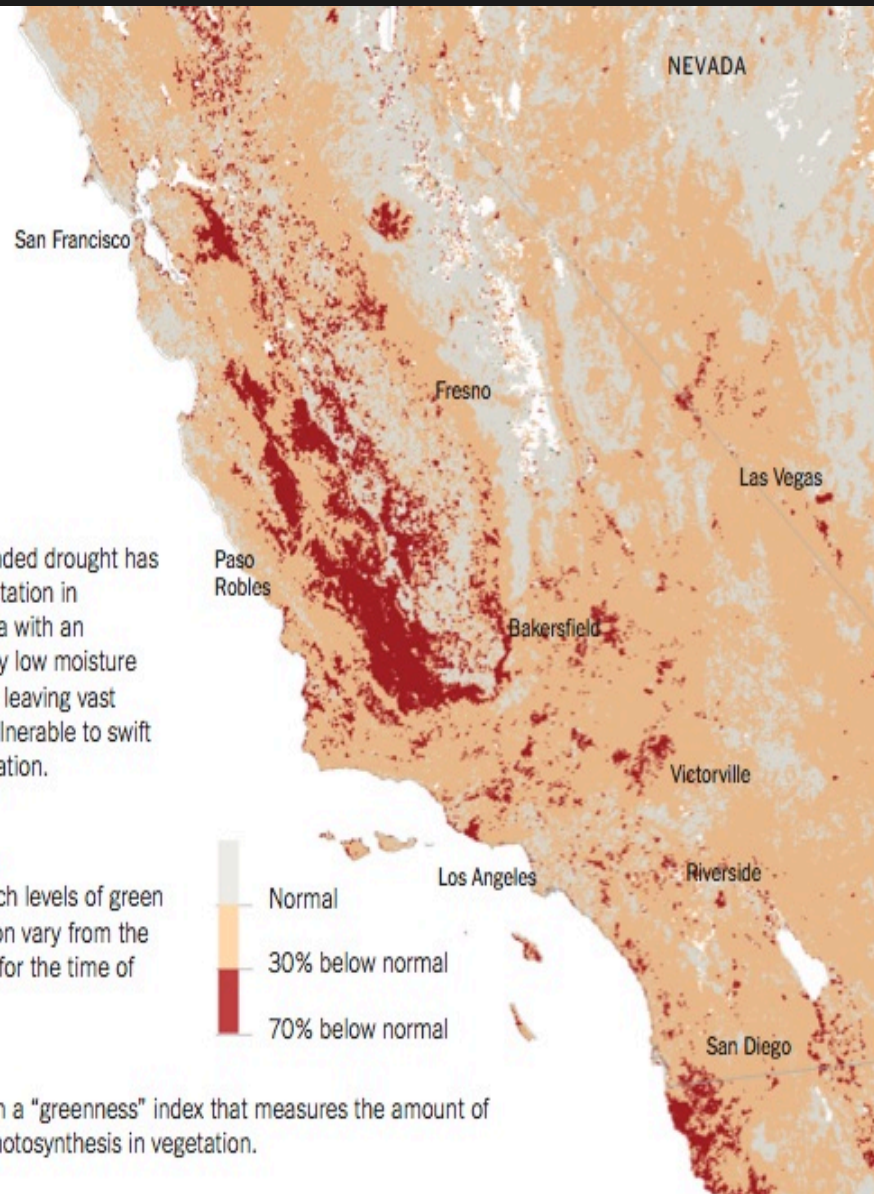 NEVADA
San Francisco
Fresno
Las Vegas
Paso
Robles
Bakersfield
Victorville
Riverside
Los Angeles
San Diego
ded drought has
tation in
a with an
y low moisture
leaving vast
lnerable to swift
ation.
ch levels of green
on vary from the
for the time of
Normal
30% below normal
70% below normal
n a “greenness” index that measures the amount of
otosynthesis in vegetation.